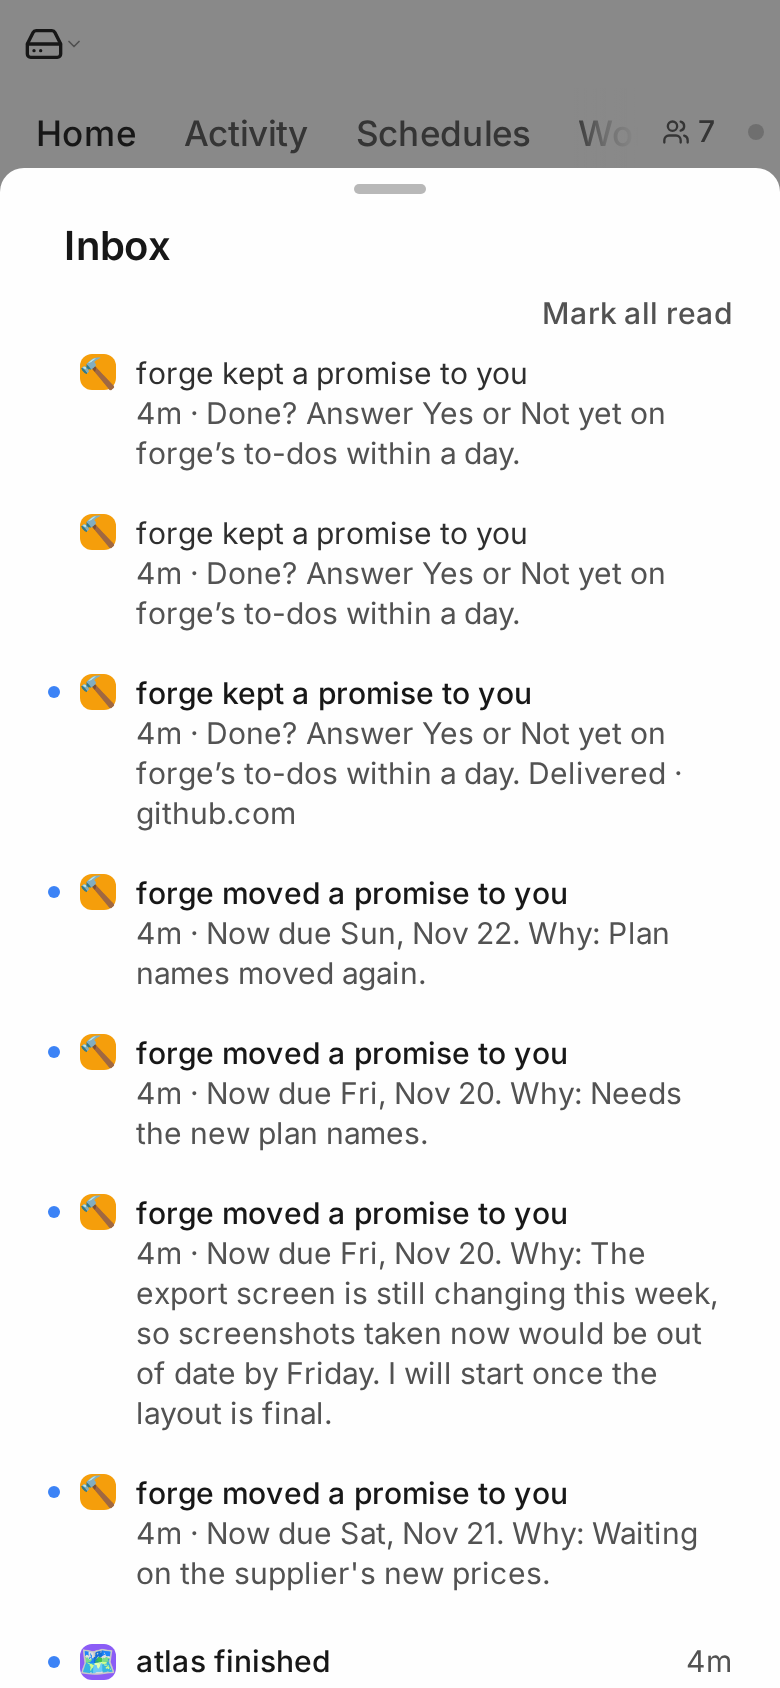 Home Activity Schedules Wo 7
Inbox
Mark all read
forge kept a promise to you
4m · Done? Answer Yes or Not yet on
forge’s to-dos within a day.
forge kept a promise to you
4m · Done? Answer Yes or Not yet on
forge’s to-dos within a day.
forge kept a promise to you
4m · Done? Answer Yes or Not yet on
forge’s to-dos within a day. Delivered ·
github.com
forge moved a promise to you
4m · Now due Sun, Nov 22. Why: Plan
names moved again.
forge moved a promise to you
4m · Now due Fri, Nov 20. Why: Needs
the new plan names.
forge moved a promise to you
4m · Now due Fri, Nov 20. Why: The
export screen is still changing this week,
so screenshots taken now would be out
of date by Friday. I will start once the
layout is final.
forge moved a promise to you
4m · Now due Sat, Nov 21. Why: Waiting
on the supplier's new prices.
atlas finished 4m